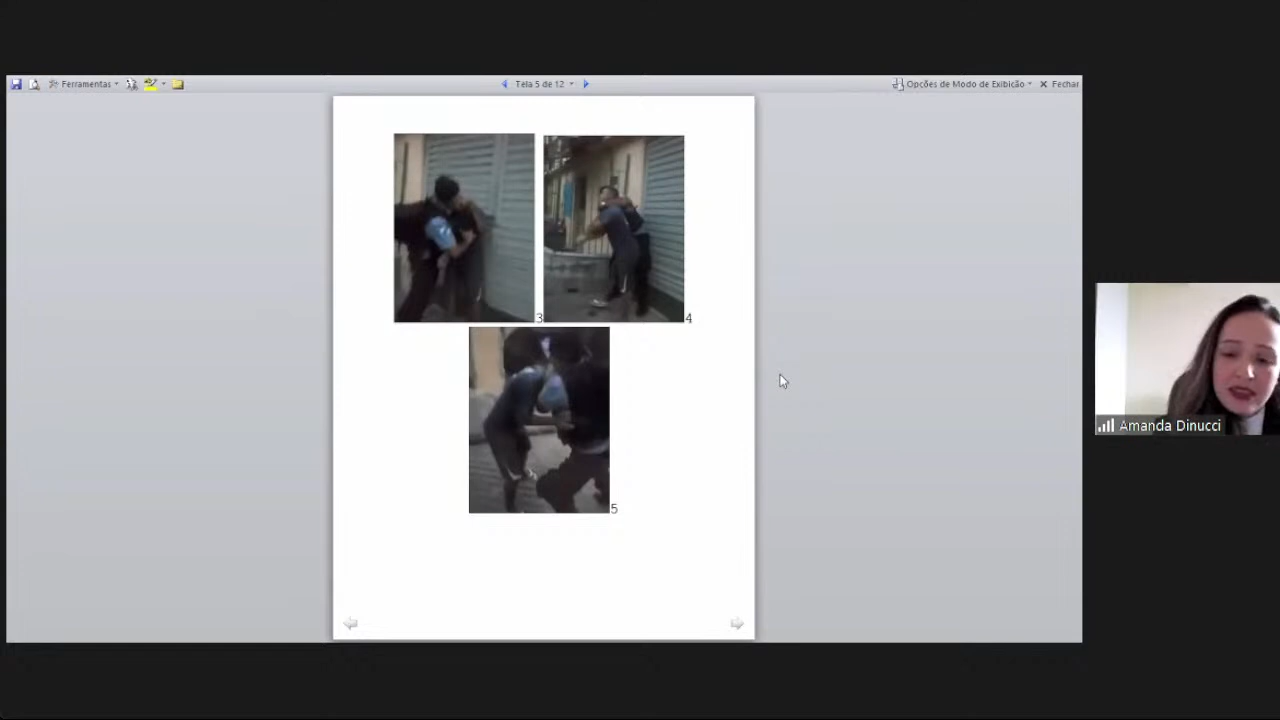 Ferramentas
Tela 5 de 12
Opções de Modo de Exibição
Fechar
3
4
5
Amanda Dinucci